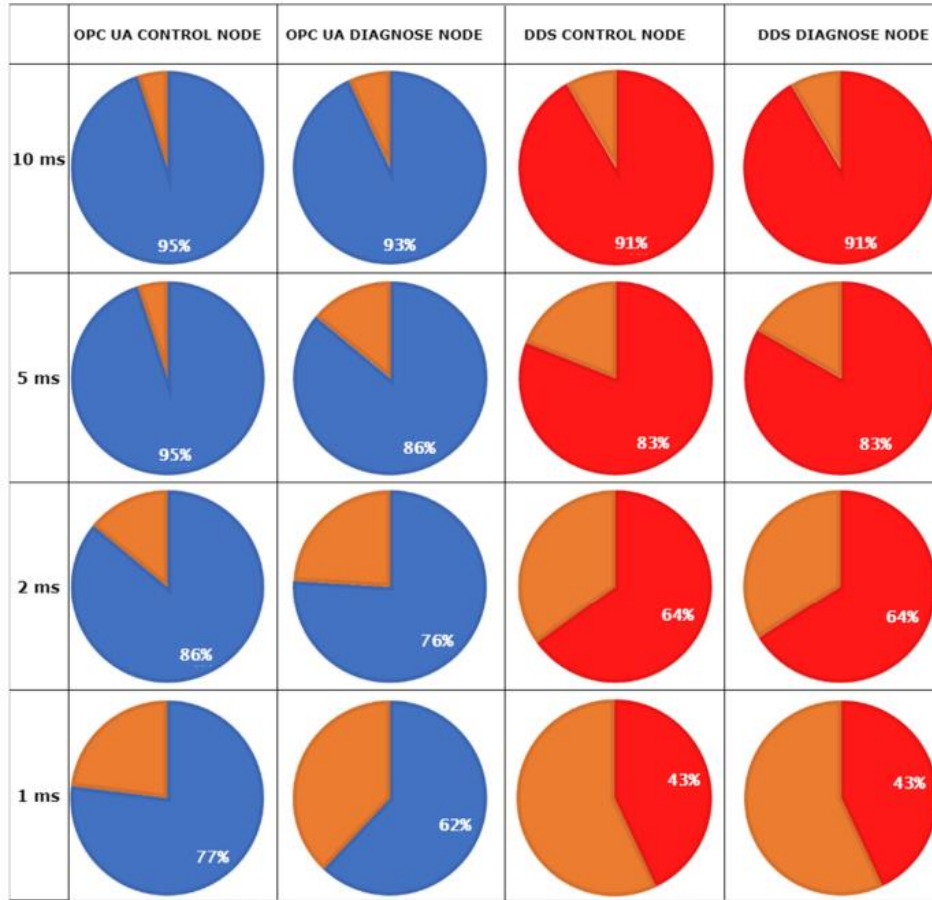 OPC UA CONTROL NODE OPC UA DIAGNOSE NODE DDS CONTROL NODE DDS DIAGNOSE NODE
10 ms 95% 93% 91% 91%
5 ms 95% 86% 83% 83%
2 ms 86% 76% 64% 64%
1 ms 77% 62% 43% 43%